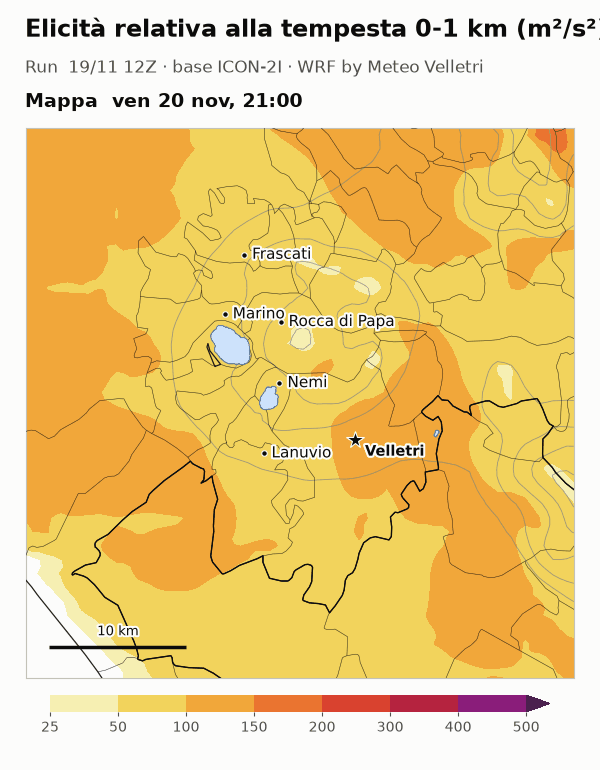 Elicità relativa alla tempesta 0-1 km (m²/s²)
Run 19/11 12Z · base ICON-2I · WRF by Meteo Velletri
Mappa ven 20 nov, 21:00
Frascati
Marino
Rocca di Papa
Nemi
Velletri
Lanuvio
10 km
25 50 100 150 200 300 400 500